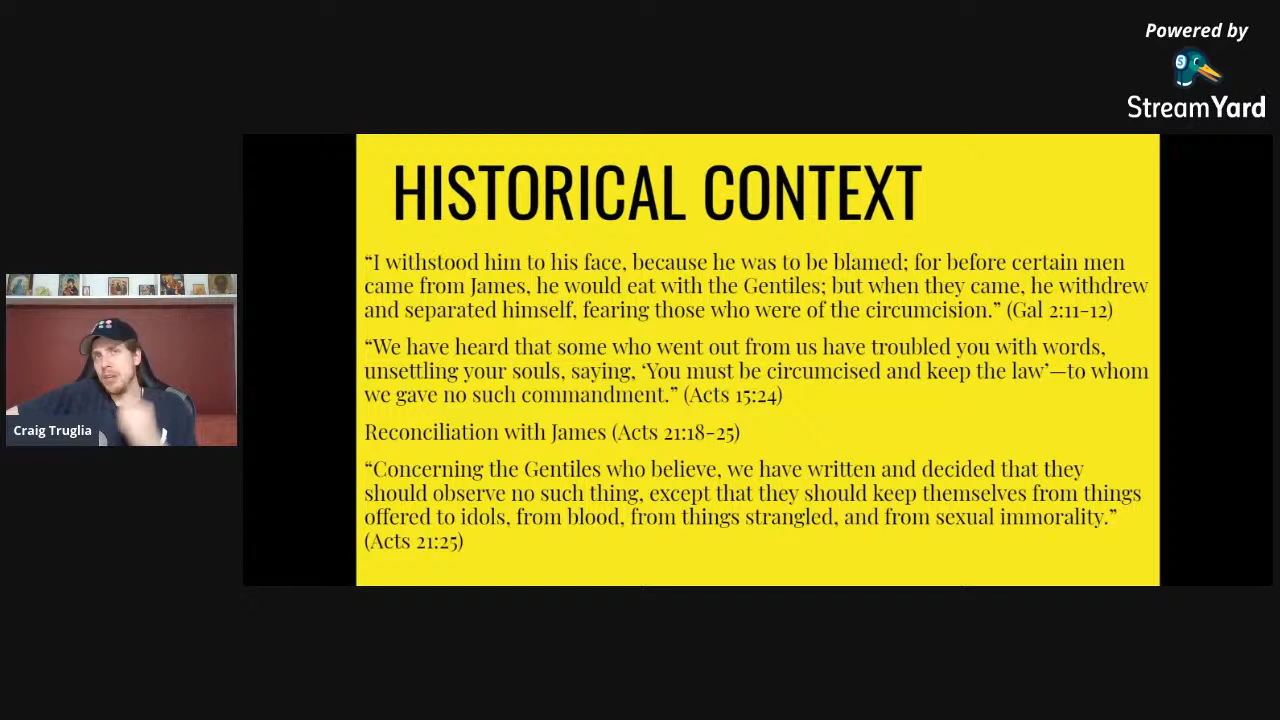 Powered by
StreamYard
HISTORICAL CONTEXT
“I withstood him to his face, because he was to be blamed; for before certain men
came from James, he would eat with the Gentiles; but when they came, he withdrew
and separated himself, fearing those who were of the circumcision.” (Gal 2:11-12)
“We have heard that some who went out from us have troubled you with words,
unsettling your souls, saying, ‘You must be circumcised and keep the law’—to whom
we gave no such commandment.” (Acts 15:24)
Reconciliation with James (Acts 21:18-25)
“Concerning the Gentiles who believe, we have written and decided that they
should observe no such thing, except that they should keep themselves from things
offered to idols, from blood, from things strangled, and from sexual immorality.”
(Acts 21:25)
Craig Truglia